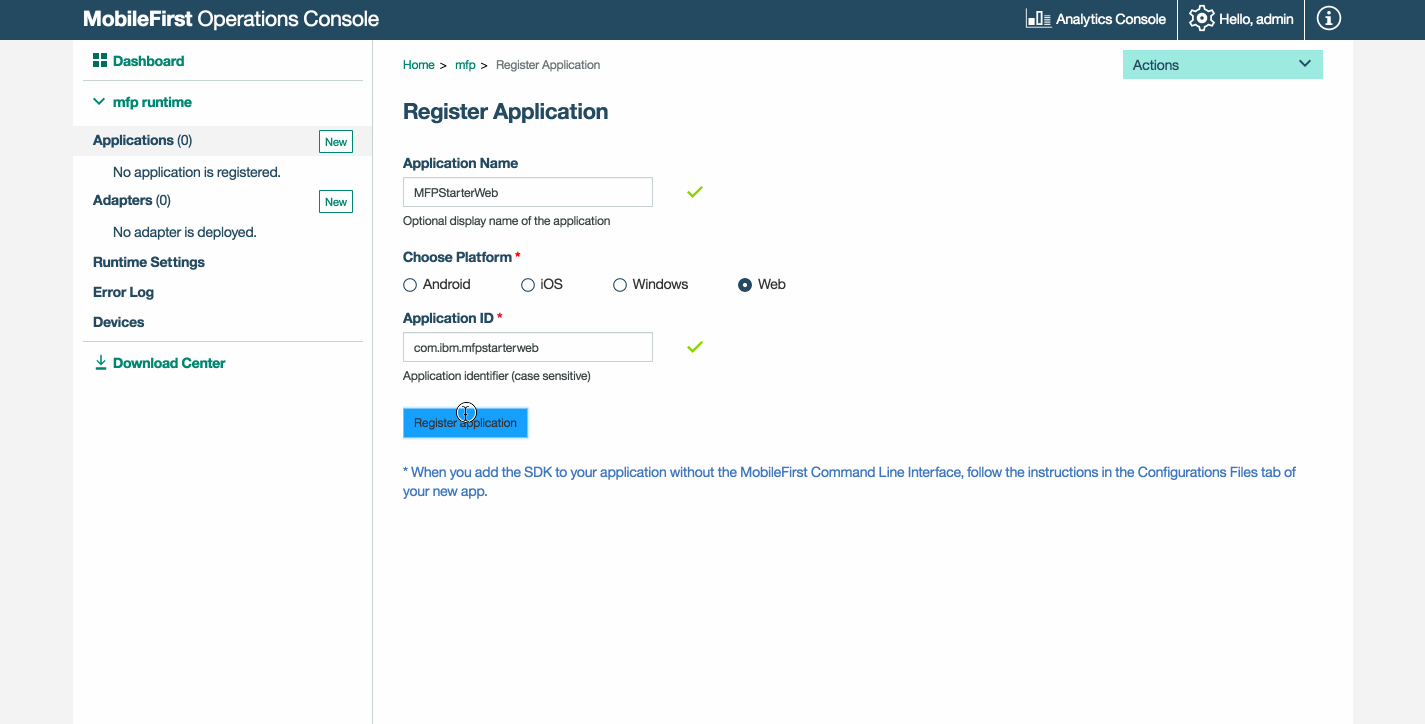 MobileFirst Operations Console
Analytics Console
Hello, admin
Dashboard
mfp runtime
Applications (0)
New
No application is registered.
Adapters (0)
New
No adapter is deployed.
Runtime Settings
Error Log
Devices
Download Center
Home > mfp > Register Application
Actions
Register Application
Application Name
MFPStarterWeb
Optional display name of the application
Choose Platform *
Android iOS Windows Web
Application ID *
com.ibm.mfpstarterweb
Application identifier (case sensitive)
Register application
* When you add the SDK to your application without the MobileFirst Command Line Interface, follow the instructions in the Configurations Files tab of
your new app.